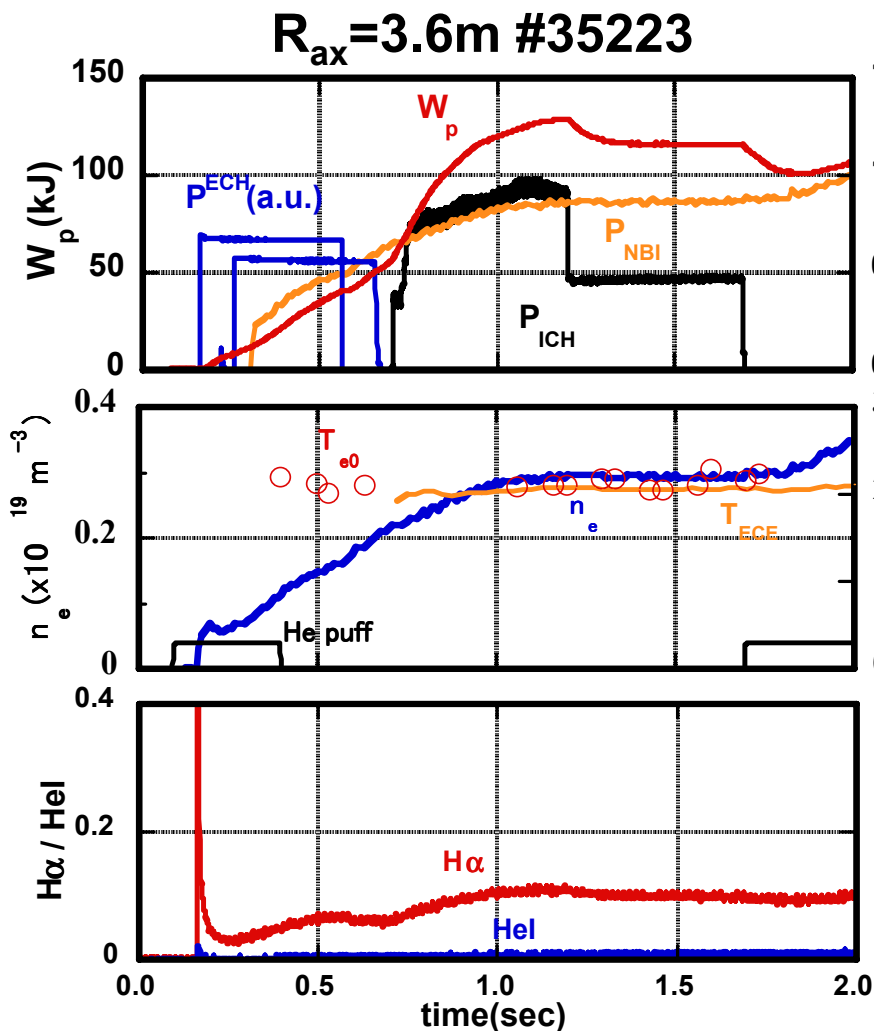 Rax=3.6m #35223
150
Wp
100
P^ECH(a.u.)
Wp(kJ)
PNBI
50
PICH
0
0.4
Te0
ne
ne(x10^19 m^-3)
0.2
TECE
He puff
0
0.4
Hα / HeI
0.2
Hα
HeI
0
0.0 0.5 1.0 1.5 2.0
time(sec)